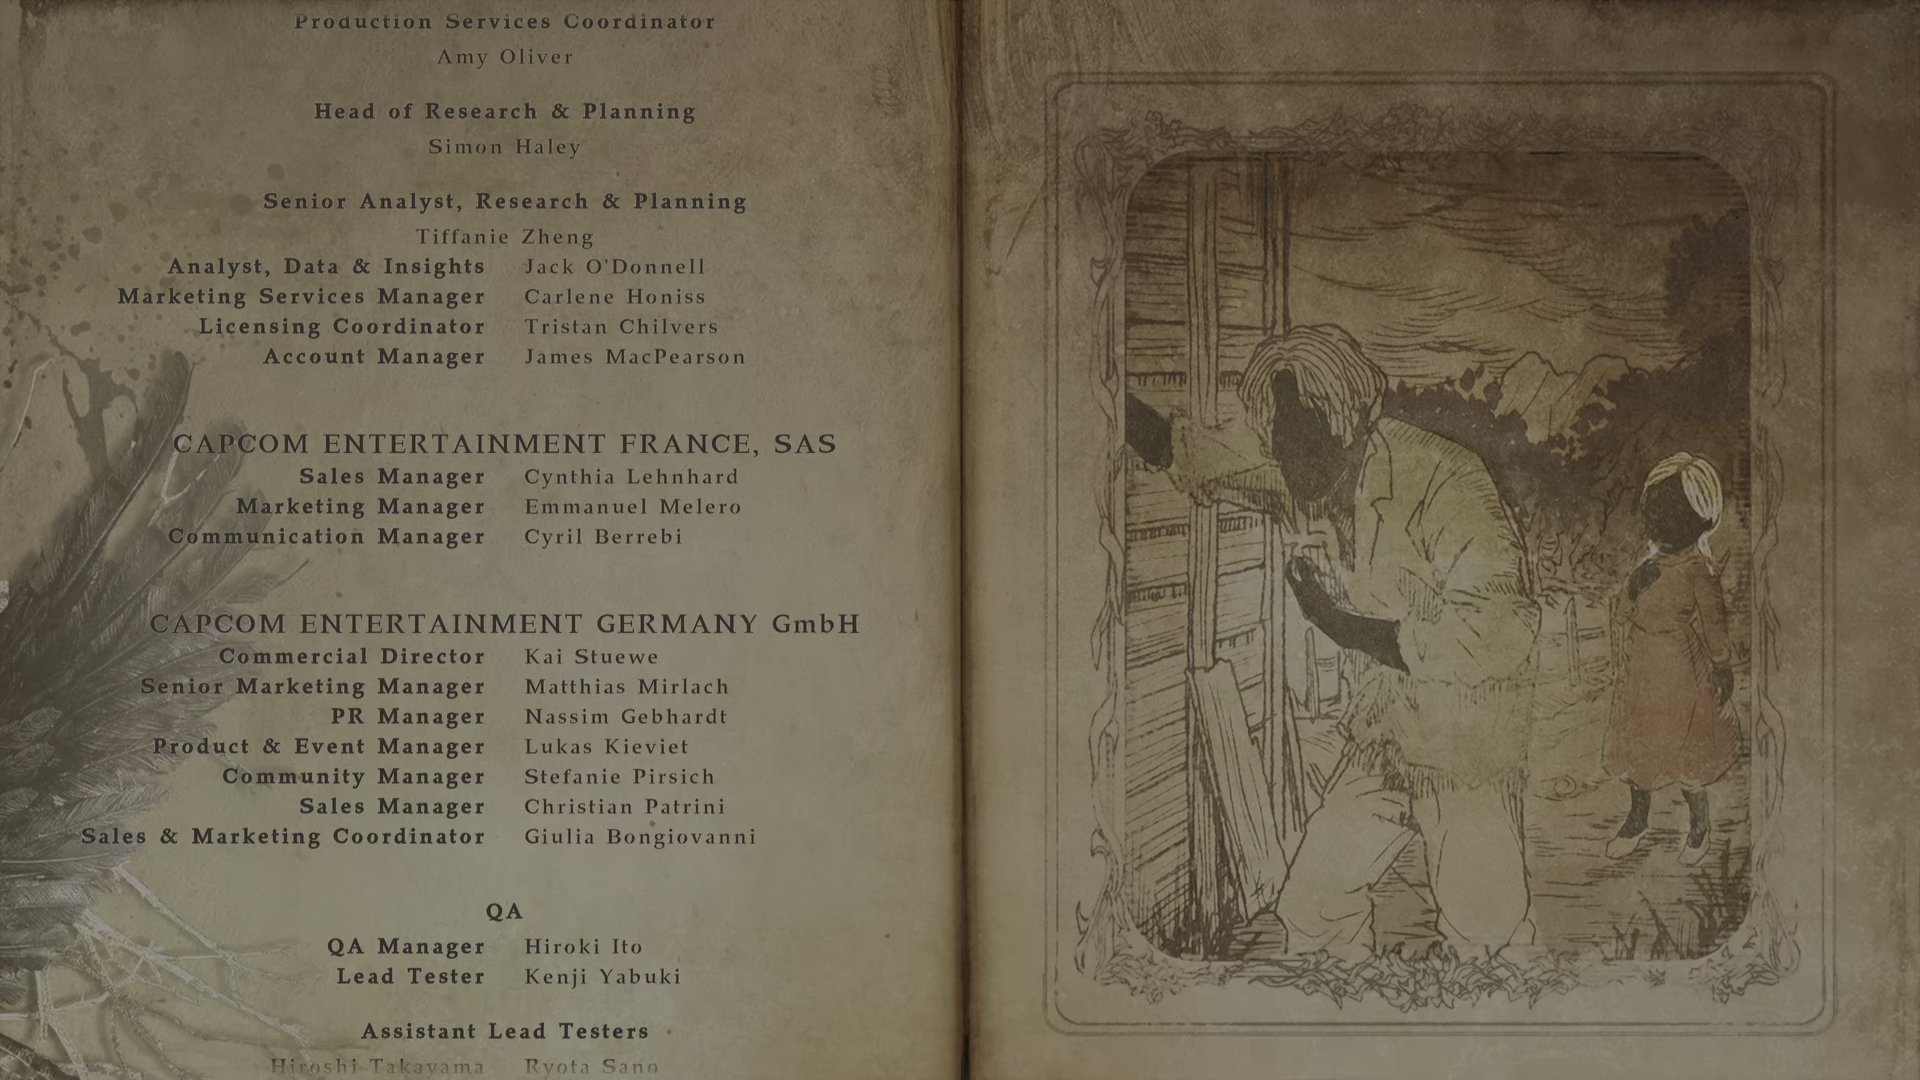 Production Services Coordinator
Amy Oliver
Head of Research & Planning
Simon Haley
Senior Analyst, Research & Planning
Tiffanie Zheng
Analyst, Data & Insights Jack O'Donnell
Marketing Services Manager Carlene Honiss
Licensing Coordinator Tristan Chilvers
Account Manager James MacPearson
CAPCOM ENTERTAINMENT FRANCE, SAS
Sales Manager Cynthia Lehnhard
Marketing Manager Emmanuel Melero
Communication Manager Cyril Berrebi
CAPCOM ENTERTAINMENT GERMANY GmbH
Commercial Director Kai Stuewe
Senior Marketing Manager Matthias Mirlach
PR Manager Nassim Gebhardt
Product & Event Manager Lukas Kieviet
Community Manager Stefanie Pirsich
Sales Manager Christian Patrini
Sales & Marketing Coordinator Giulia Bongiovanni
QA
QA Manager Hiroki Ito
Lead Tester Kenji Yabuki
Assistant Lead Testers
Hiroshi Takayama Ryota Sano